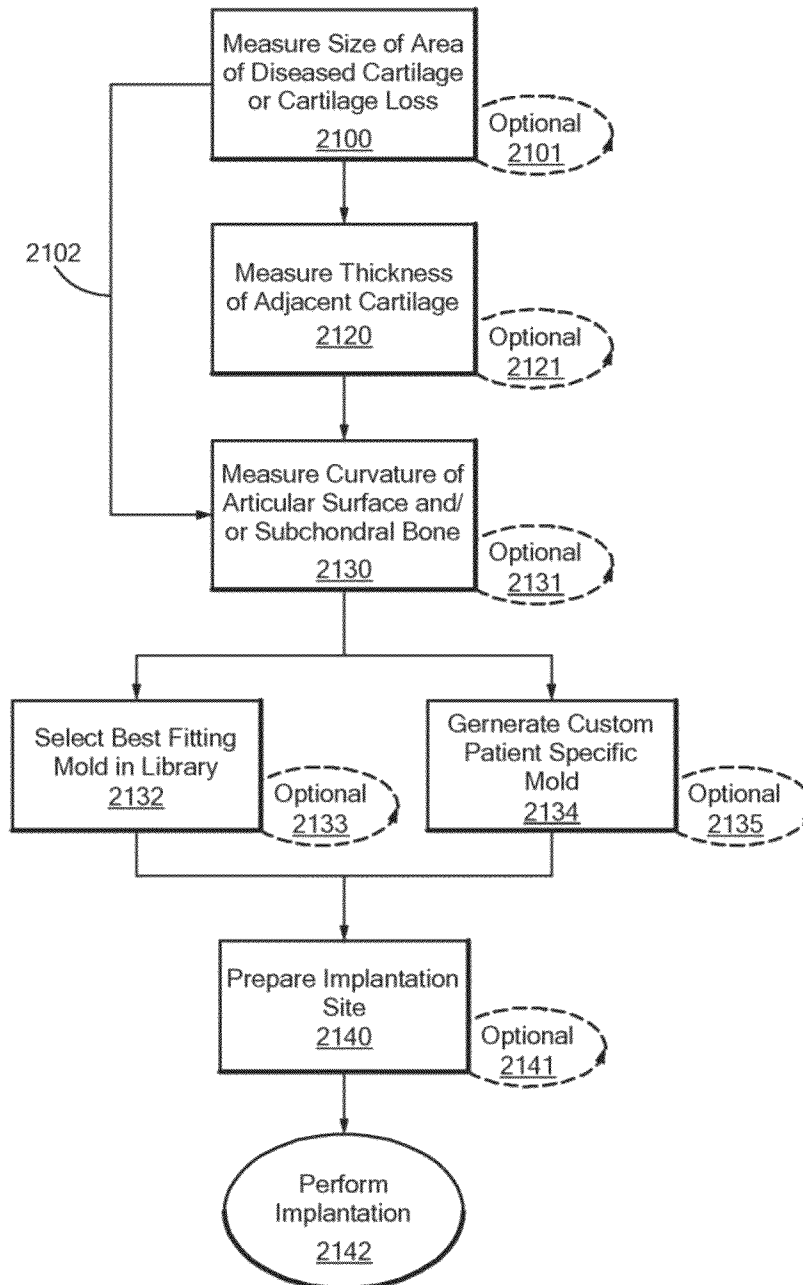 Measure Size of Area
of Diseased Cartilage
or Cartilage Loss
2100
Optional
2101
2102
Measure Thickness
of Adjacent Cartilage
2120
Optional
2121
Measure Curvature of
Articular Surface and/
or Subchondral Bone
2130
Optional
2131
Select Best Fitting
Mold in Library
2132
Optional
2133
Gernerate Custom
Patient Specific
Mold
2134
Optional
2135
Prepare Implantation
Site
2140
Optional
2141
Perform
Implantation
2142